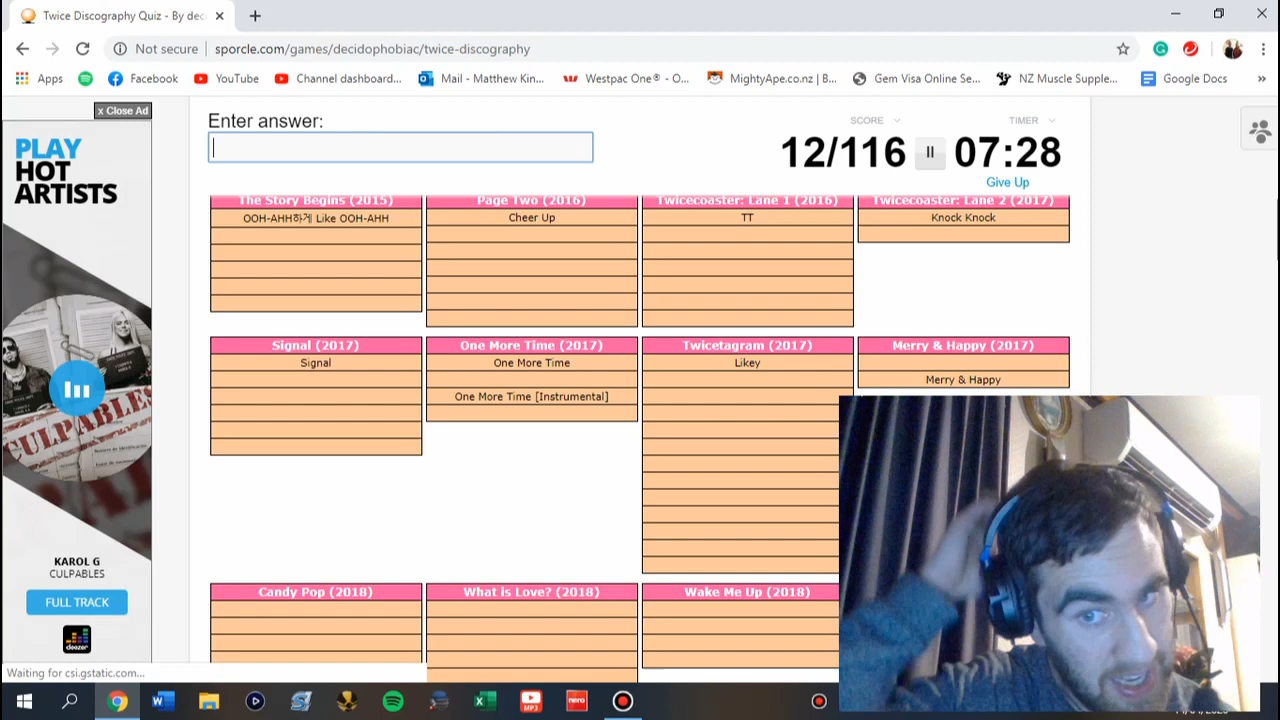 Twice Discography Quiz - By dec
Not secure
sporcle.com/games/decidophobiac/twice-discography
Apps
Facebook
YouTube
Channel dashboard...
Mail - Matthew Kin...
Westpac One® - O...
MightyApe.co.nz | B...
Gem Visa Online Se...
NZ Muscle Supple...
Google Docs
»
x Close Ad
PLAY
HOT
ARTISTS
CULPABLES
KAROL G
CULPABLES
FULL TRACK
deezer
Enter answer:
SCORE
12/116
TIMER
07:28
Give Up
The Story Begins (2015)
OOH-AHH하게 Like OOH-AHH
Page Two (2016)
Cheer Up
Twicecoaster: Lane 1 (2016)
TT
Twicecoaster: Lane 2 (2017)
Knock Knock
Signal (2017)
Signal
One More Time (2017)
One More Time
One More Time [Instrumental]
Twicetagram (2017)
Likey
Merry & Happy (2017)
Merry & Happy
Candy Pop (2018)
What is Love? (2018)
Wake Me Up (2018)
Waiting for csi.gstatic.com...
MP3
nero